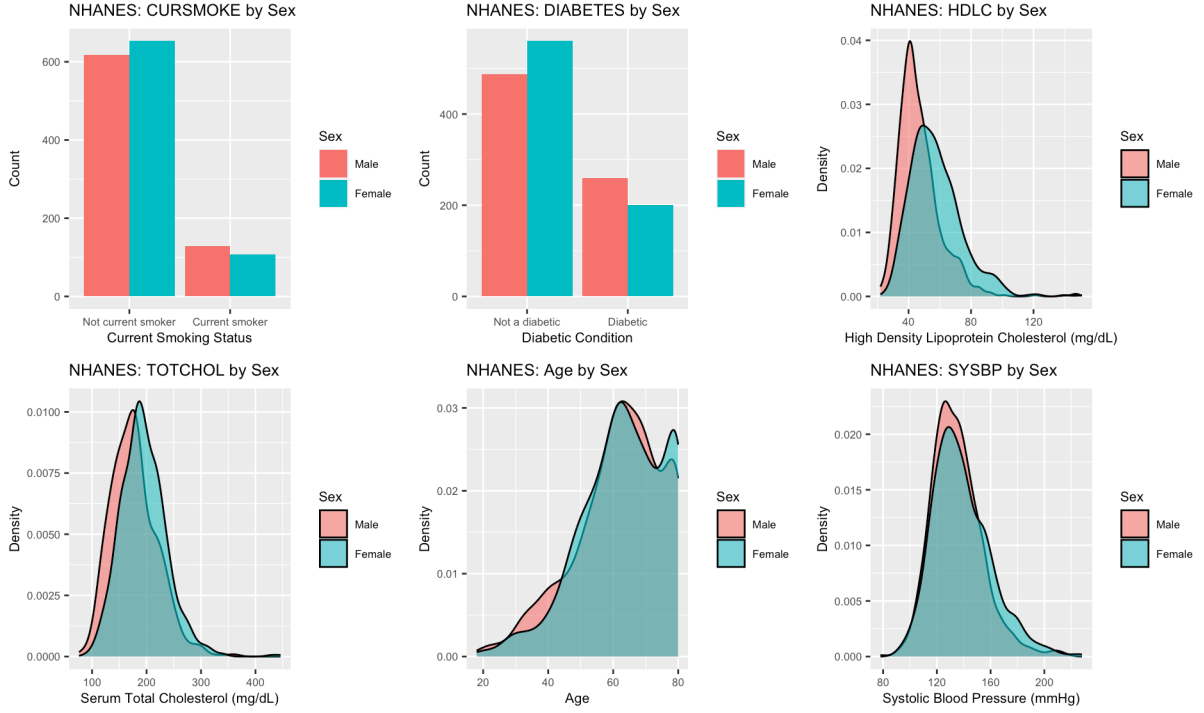 NHANES: CURSMOKE by Sex
Count
600
400
200
0
Not current smoker Current smoker
Current Smoking Status
Sex
Male
Female
NHANES: DIABETES by Sex
Count
400
200
0
Not a diabetic Diabetic
Diabetic Condition
Sex
Male
Female
NHANES: HDLC by Sex
Density
0.04
0.03
0.02
0.01
0.00
40 80 120
High Density Lipoprotein Cholesterol (mg/dL)
Sex
Male
Female
NHANES: TOTCHOL by Sex
Density
0.0100
0.0075
0.0050
0.0025
0.0000
100 200 300 400
Serum Total Cholesterol (mg/dL)
Sex
Male
Female
NHANES: Age by Sex
Density
0.03
0.02
0.01
0.00
20 40 60 80
Age
Sex
Male
Female
NHANES: SYSBP by Sex
Density
0.020
0.015
0.010
0.005
0.000
80 120 160 200
Systolic Blood Pressure (mmHg)
Sex
Male
Female